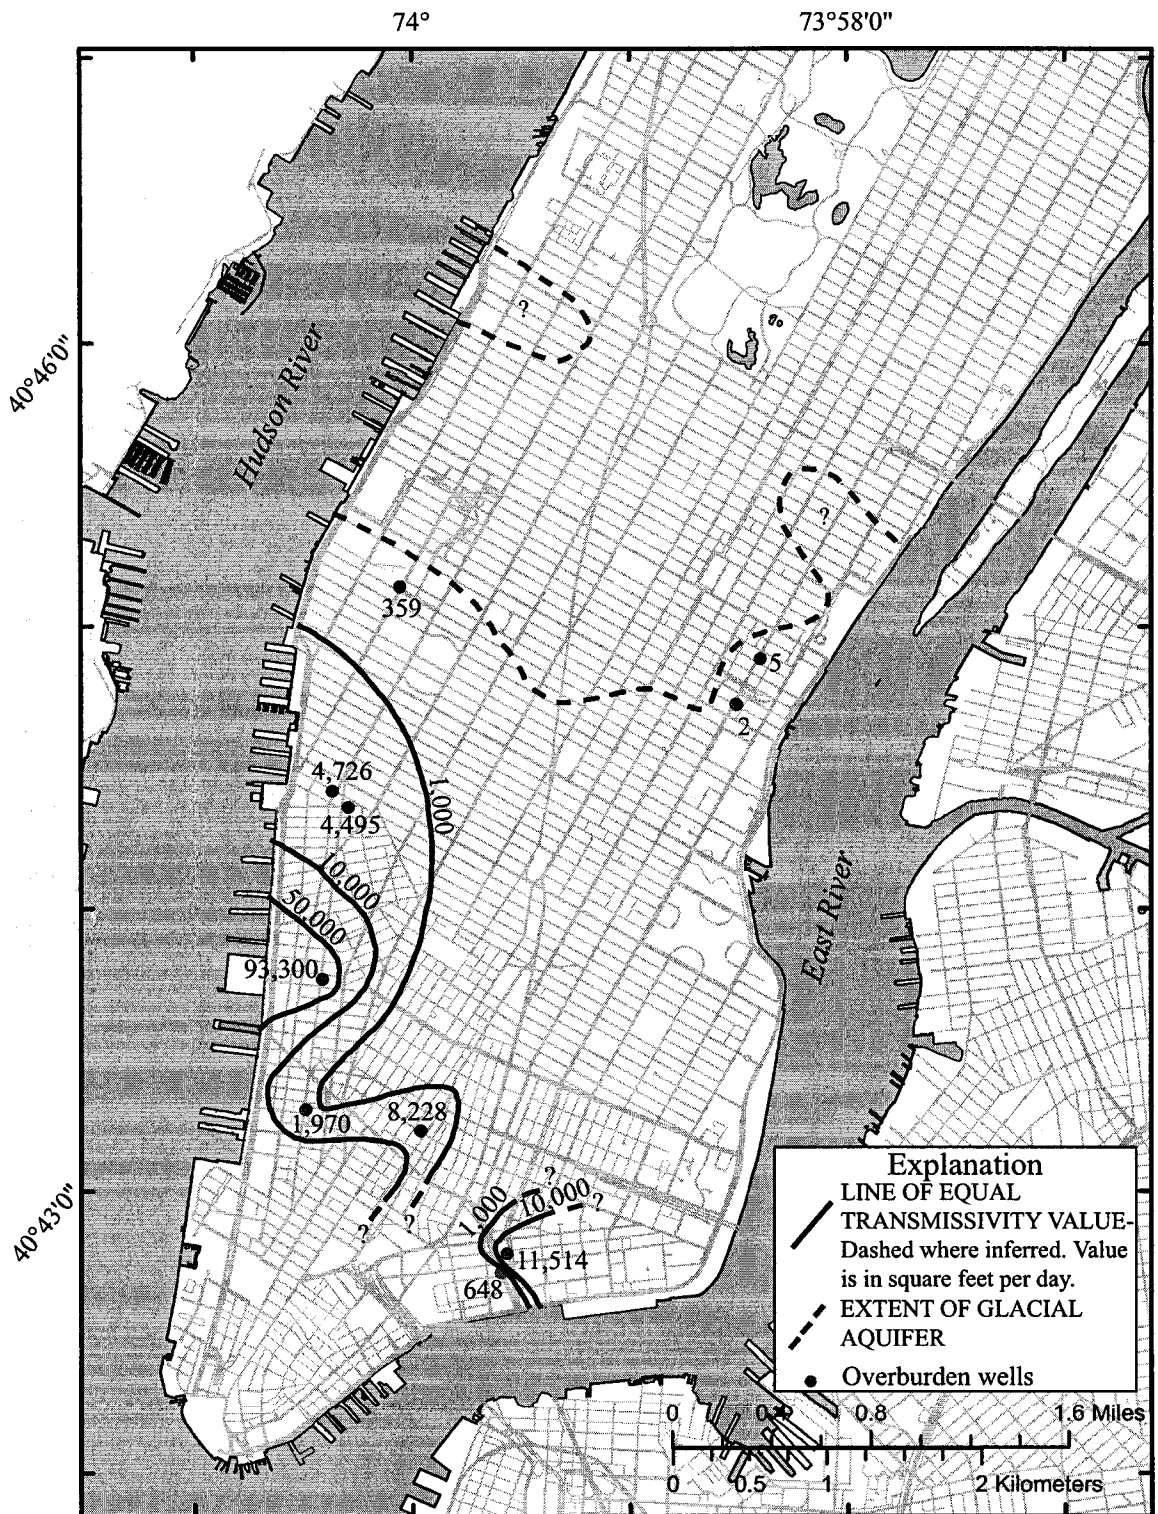 74°
73°58'0"
40°46'0"
Hudson River
?
?
359
5
2
4,726
4,495
1,000
10,000
50,000
93,300
East River
1,970
8,228
?
?
1,000
?
10,000
?
11,514
648
40°43'0"
Explanation
LINE OF EQUAL
TRANSMISSIVITY VALUE-
Dashed where inferred. Value
is in square feet per day.
EXTENT OF GLACIAL
AQUIFER
Overburden wells
0 0.4 0.8 1.6 Miles
0 0.5 1 2 Kilometers